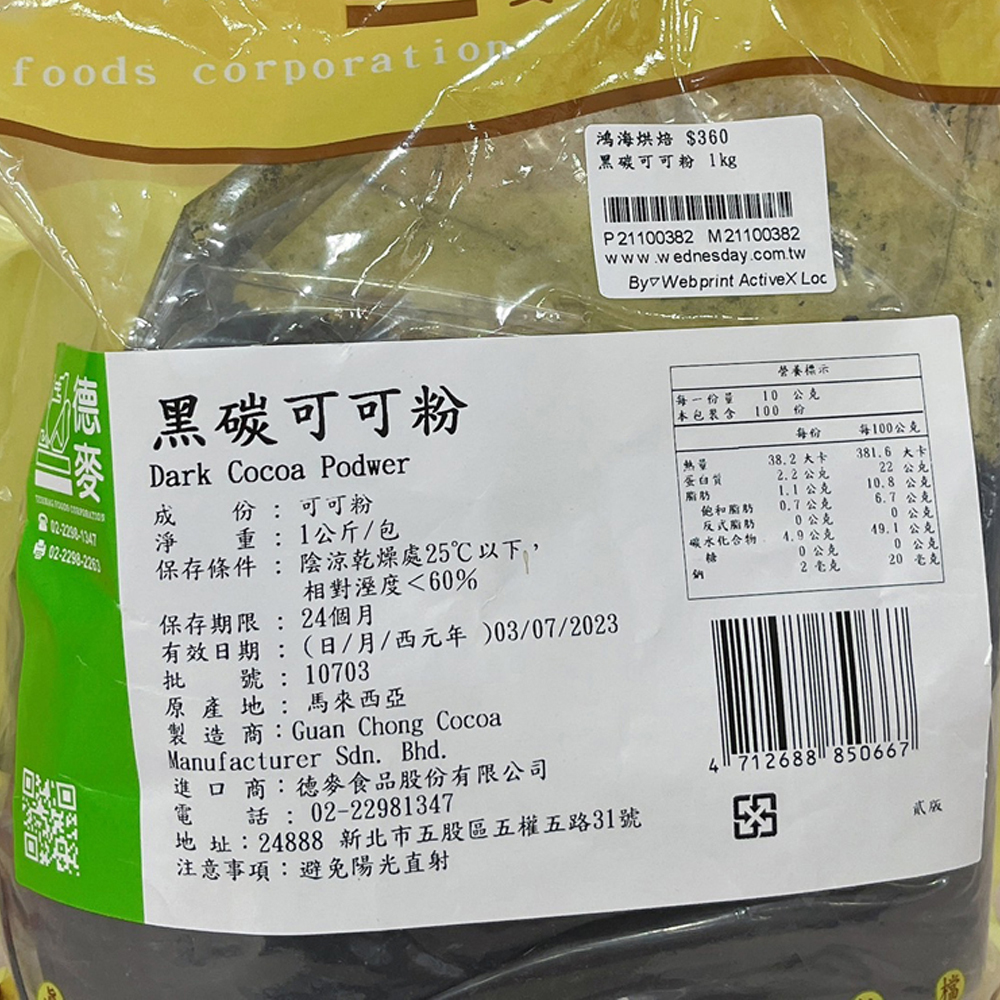 foods corporation
鴻海烘焙 $360
黑碳可可粉 1kg
P21100382 M21100382
www.wednesday.com.tw
By▽Webprint ActiveX Loc
德麥
TEHMAG FOODS CORPORATION
02-2298-1347
02-2298-2263
黑碳可可粉
Dark Cocoa Podwer
成 份：可可粉
淨 重：1公斤/包
保存條件：陰涼乾燥處25℃以下，
相對溼度<60%
保存期限：24個月
有效日期：(日/月/西元年 )03/07/2023
批 號：10703
原 產 地：馬來西亞
製 造 商：Guan Chong Cocoa
Manufacturer Sdn. Bhd.
進 口 商：德麥食品股份有限公司
電 話：02-22981347
地 址：24888 新北市五股區五權五路31號
注意事項：避免陽光直射
營養標示
每一份量 10 公克
本包裝含 100 份
每份 每100公克
熱量 38.2 大卡 381.6 大卡
蛋白質 2.2 公克 22 公克
脂肪 1.1 公克 10.8 公克
飽和脂肪 0.7 公克 6.7 公克
反式脂肪 0 公克 0 公克
碳水化合物 4.9 公克 49.1 公克
糖 0 公克 0 公克
鈉 2 毫克 20 毫克
4 712688 850667
貳版